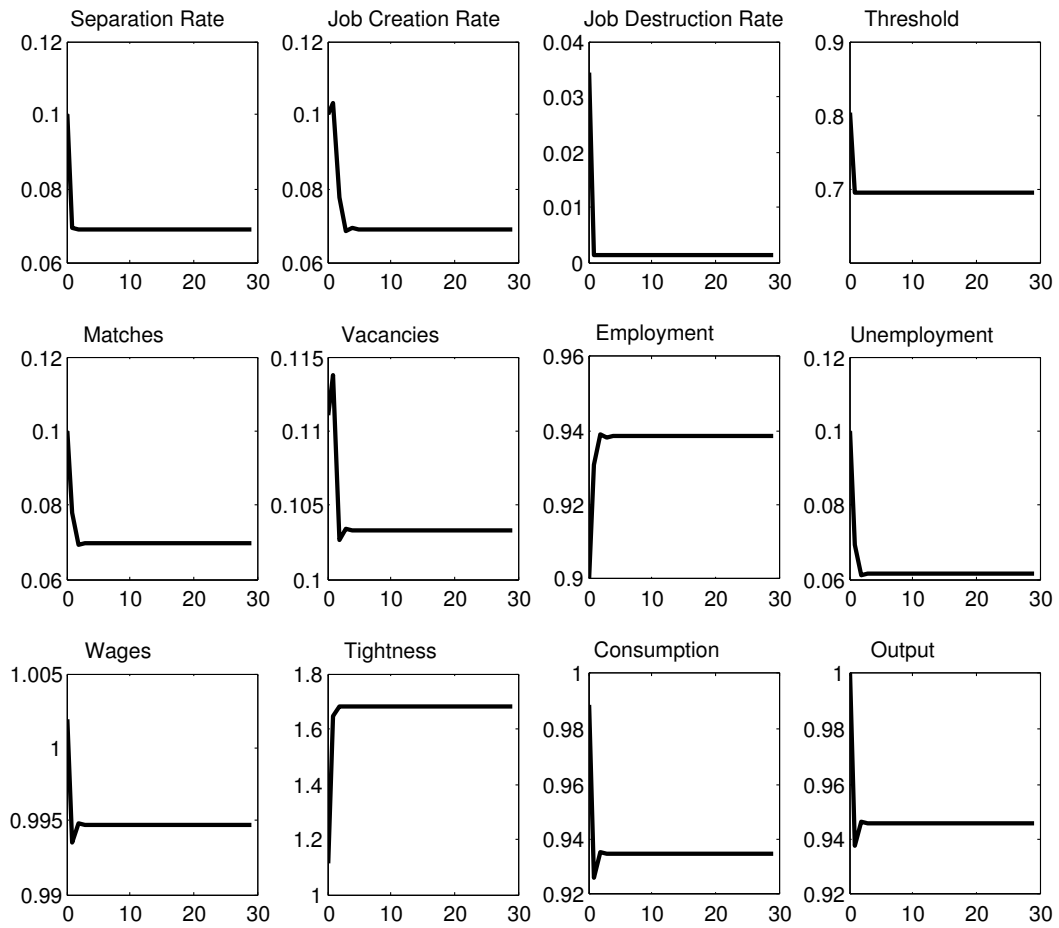 Separation Rate
0.12
0.1
0.08
0.06
0 10 20 30
Job Creation Rate
0.12
0.1
0.08
0.06
0 10 20 30
Job Destruction Rate
0.04
0.03
0.02
0.01
0
0 10 20 30
Threshold
0.9
0.8
0.7
0 10 20 30
Matches
0.12
0.1
0.08
0.06
0 10 20 30
Vacancies
0.115
0.11
0.105
0.1
0 10 20 30
Employment
0.96
0.94
0.92
0.9
0 10 20 30
Unemployment
0.12
0.1
0.08
0.06
0 10 20 30
Wages
1.005
1
0.995
0.99
0 10 20 30
Tightness
1.8
1.6
1.4
1.2
1
0 10 20 30
Consumption
1
0.98
0.96
0.94
0.92
0 10 20 30
Output
1
0.98
0.96
0.94
0.92
0 10 20 30